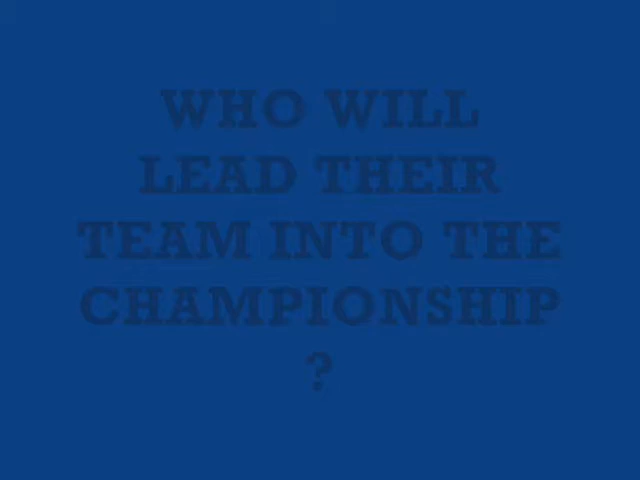 WHO WILL
LEAD THEIR
TEAM INTO THE
CHAMPIONSHIP
?